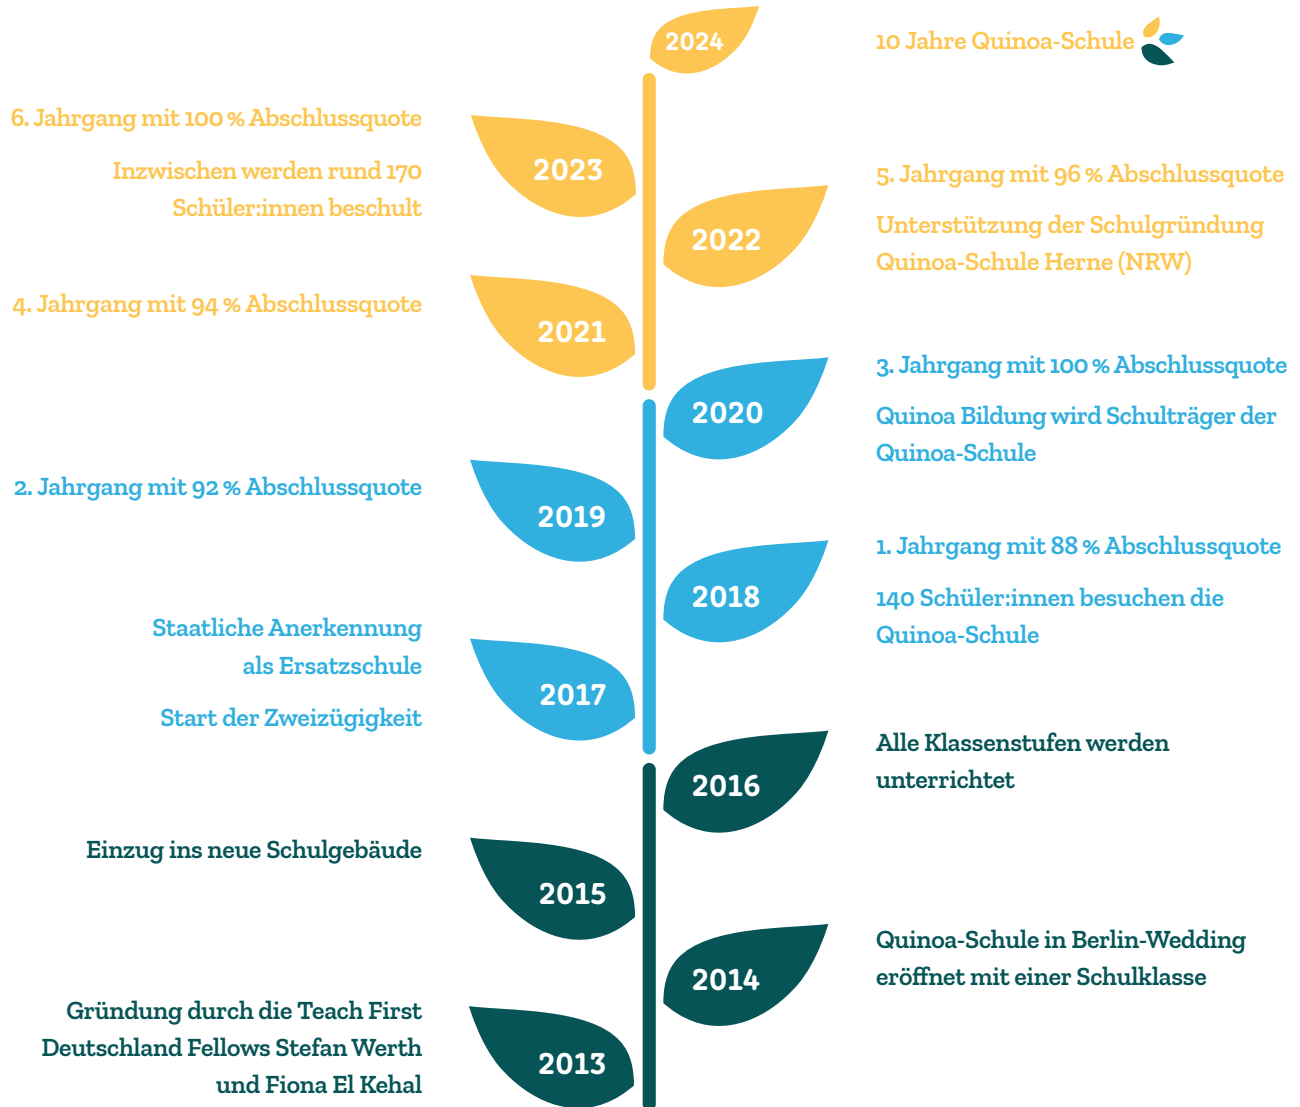 2024
10 Jahre Quinoa-Schule
6. Jahrgang mit 100 % Abschlussquote
Inzwischen werden rund 170
Schüler:innen beschult
2023
5. Jahrgang mit 96 % Abschlussquote
Unterstützung der Schulgründung
Quinoa-Schule Herne (NRW)
2022
4. Jahrgang mit 94 % Abschlussquote
2021
3. Jahrgang mit 100 % Abschlussquote
Quinoa Bildung wird Schulträger der
Quinoa-Schule
2020
2. Jahrgang mit 92 % Abschlussquote
2019
1. Jahrgang mit 88 % Abschlussquote
140 Schüler:innen besuchen die
Quinoa-Schule
2018
Staatliche Anerkennung
als Ersatzschule
Start der Zweizügigkeit
2017
Alle Klassenstufen werden
unterrichtet
2016
Einzug ins neue Schulgebäude
2015
Quinoa-Schule in Berlin-Wedding
eröffnet mit einer Schulklasse
2014
Gründung durch die Teach First
Deutschland Fellows Stefan Werth
und Fiona El Kehal
2013